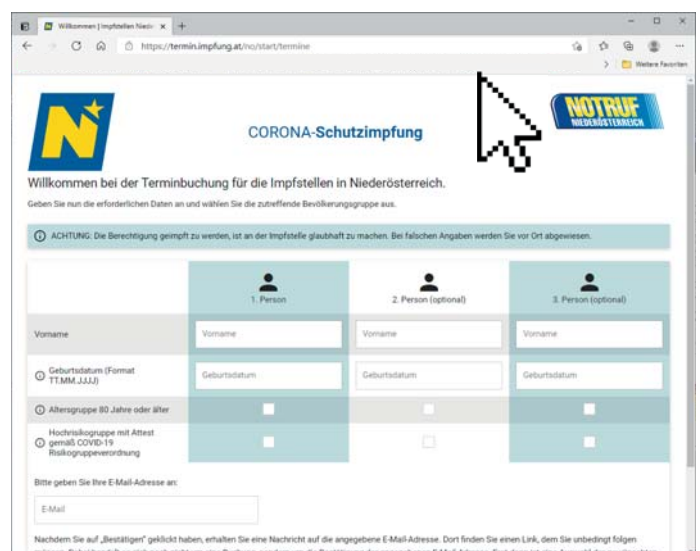 Willkommen | Impfstellen Nieder
https://termin.impfung.at/no/start/termine
Weitere Favoriten
N
CORONA-Schutzimpfung
NOTRUF
NIEDERÖSTERREICH
Willkommen bei der Terminbuchung für die Impfstellen in Niederösterreich.
Geben Sie nun die erforderlichen Daten an und wählen Sie die zutreffende Bevölkerungsgruppe aus.
ACHTUNG: Die Berechtigung geimpft zu werden, ist an der Impfstelle glaubhaft zu machen. Bei falschen Angaben werden Sie vor Ort abgewiesen.
1. Person
2. Person (optional)
3. Person (optional)
Vorname
Vorname
Vorname
Vorname
Geburtsdatum (Format
TT.MM.JJJJ)
Geburtsdatum
Geburtsdatum
Geburtsdatum
Altersgruppe 80 Jahre oder älter
Hochrisikogruppe mit Attest
gemäß COVID-19
Risikogruppeverordnung
Bitte geben Sie Ihre E-Mail-Adresse an:
E-Mail
Nachdem Sie auf „Bestätigen" geklickt haben, erhalten Sie eine Nachricht auf die angegebene E-Mail-Adresse. Dort finden Sie einen Link, dem Sie unbedingt folgen